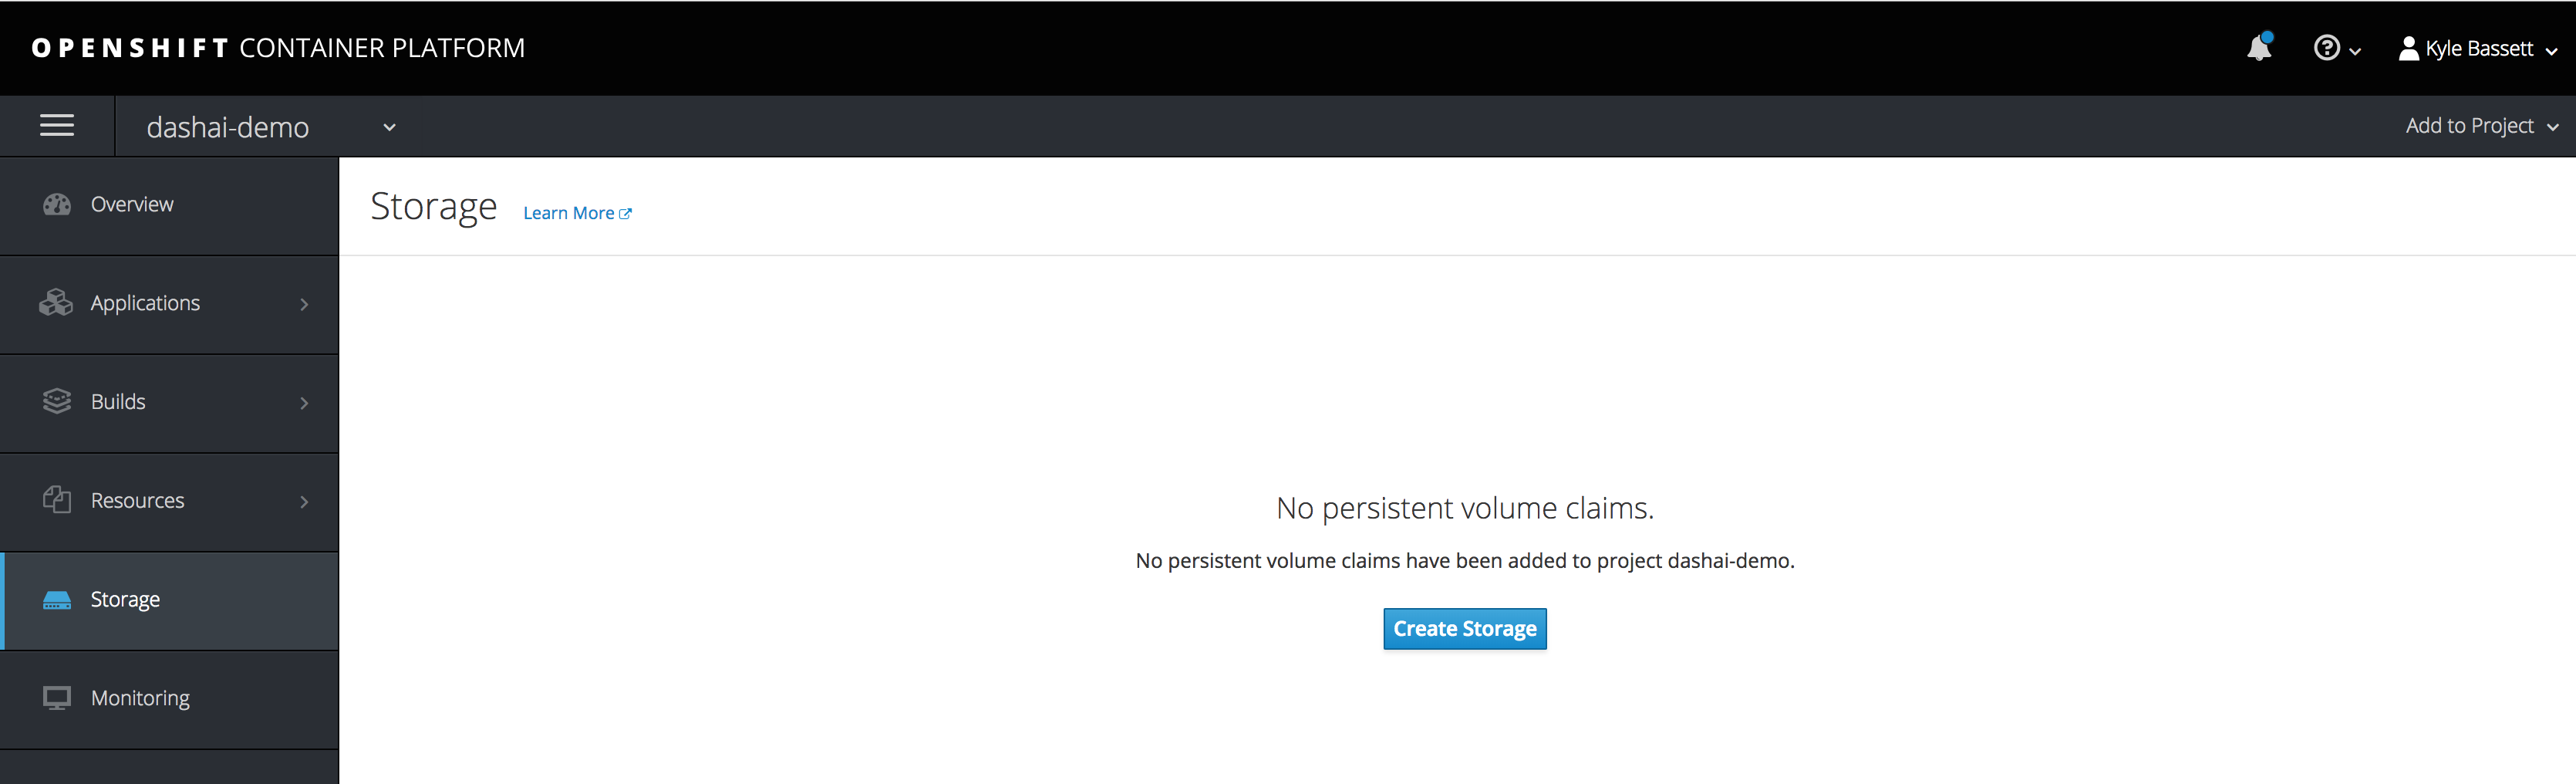 OPENSHIFT CONTAINER PLATFORM
Kyle Bassett
dashai-demo
Add to Project
Overview
Applications
Builds
Resources
Storage
Monitoring
Storage Learn More
No persistent volume claims.
No persistent volume claims have been added to project dashai-demo.
Create Storage